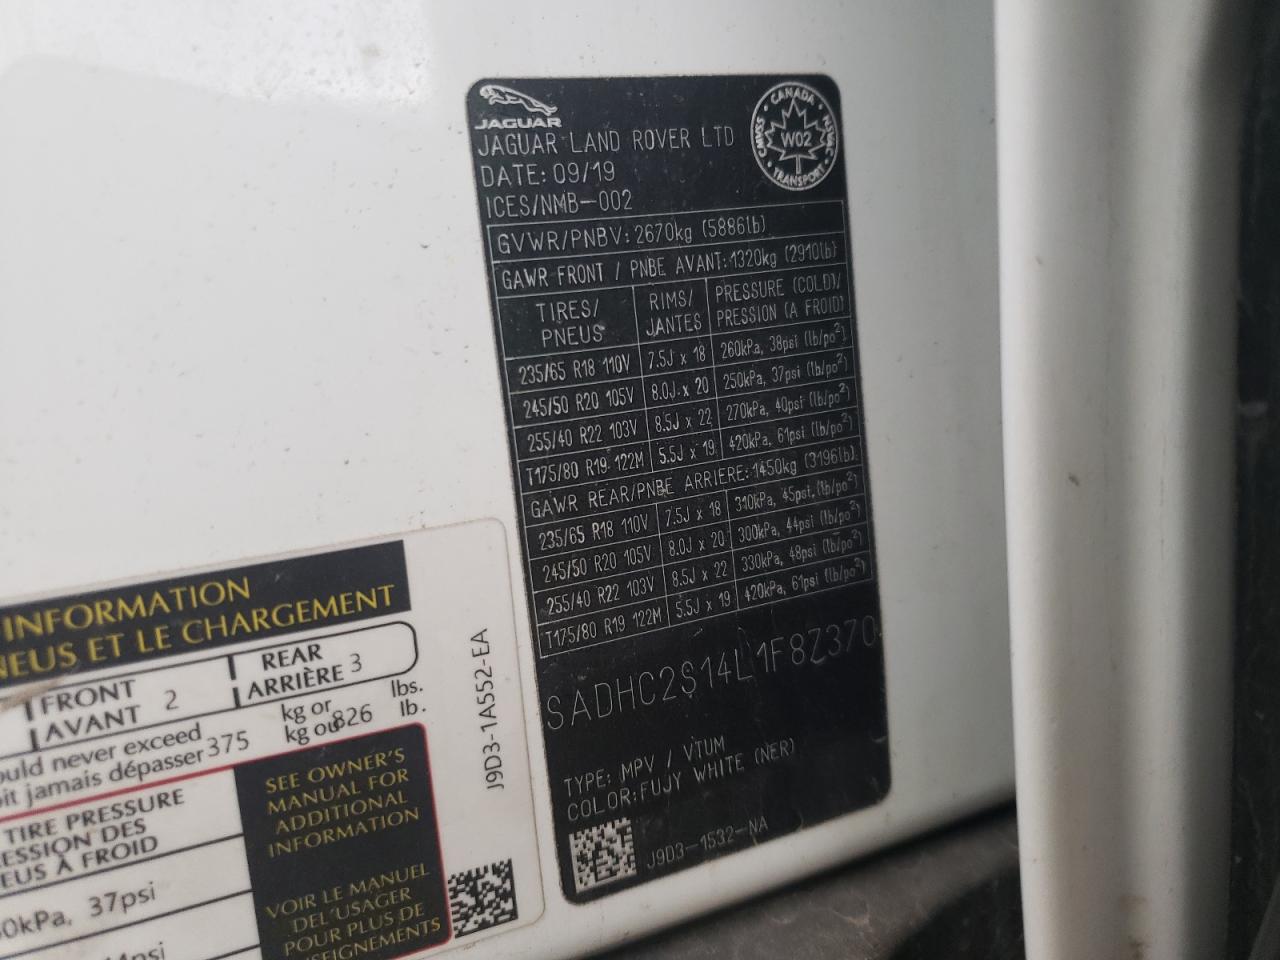 JAGUAR
JAGUAR LAND ROVER LTD
DATE: 09/19
ICES/NMB-002
CANADA
CMVSS
W02
NSVAC
TRANSPORT
GVWR/PNBV: 2670kg (5886lb)
GAWR FRONT / PNBE AVANT: 1320kg (2910lb)
TIRES/ RIMS/ PRESSURE (COLD)/
PNEUS JANTES PRESSION (A FROID)
235/65 R18 110V 7.5J x 18 260kPa, 38psi (lb/po²)
245/50 R20 105V 8.0J x 20 250kPa, 37psi (lb/po²)
255/40 R22 103V 8.5J x 22 270kPa, 40psi (lb/po²)
T175/80 R19 122M 5.5J x 19 420kPa, 61psi (lb/po²)
GAWR REAR/PNBE ARRIERE: 1450kg (3196lb)
235/65 R18 110V 7.5J x 18 310kPa, 45psi, (lb/po²)
245/50 R20 105V 8.0J x 20 300kPa, 44psi (lb/po²)
255/40 R22 103V 8.5J x 22 330kPa, 48psi (lb/po²)
T175/80 R19 122M 5.5J x 19 420kPa, 61psi (lb/po²)
SADHC2S14L1F8Z370
TYPE: MPV / VTUM
COLOR: FUJY WHITE (NER)
J9D3-1532-NA
INFORMATION
NEUS ET LE CHARGEMENT
FRONT 2 REAR 3
AVANT ARRIÈRE
ould never exceed 375 kg or 826 lbs.
it jamais dépasser kg ou lb.
TIRE PRESSURE
ESSION DES
EUS À FROID
0kPa, 37psi
44psi
SEE OWNER'S
MANUAL FOR
ADDITIONAL
INFORMATION
VOIR LE MANUEL
DEL'USAGER
POUR PLUS DE
NSEIGNEMENTS
J9D3-1A552-EA